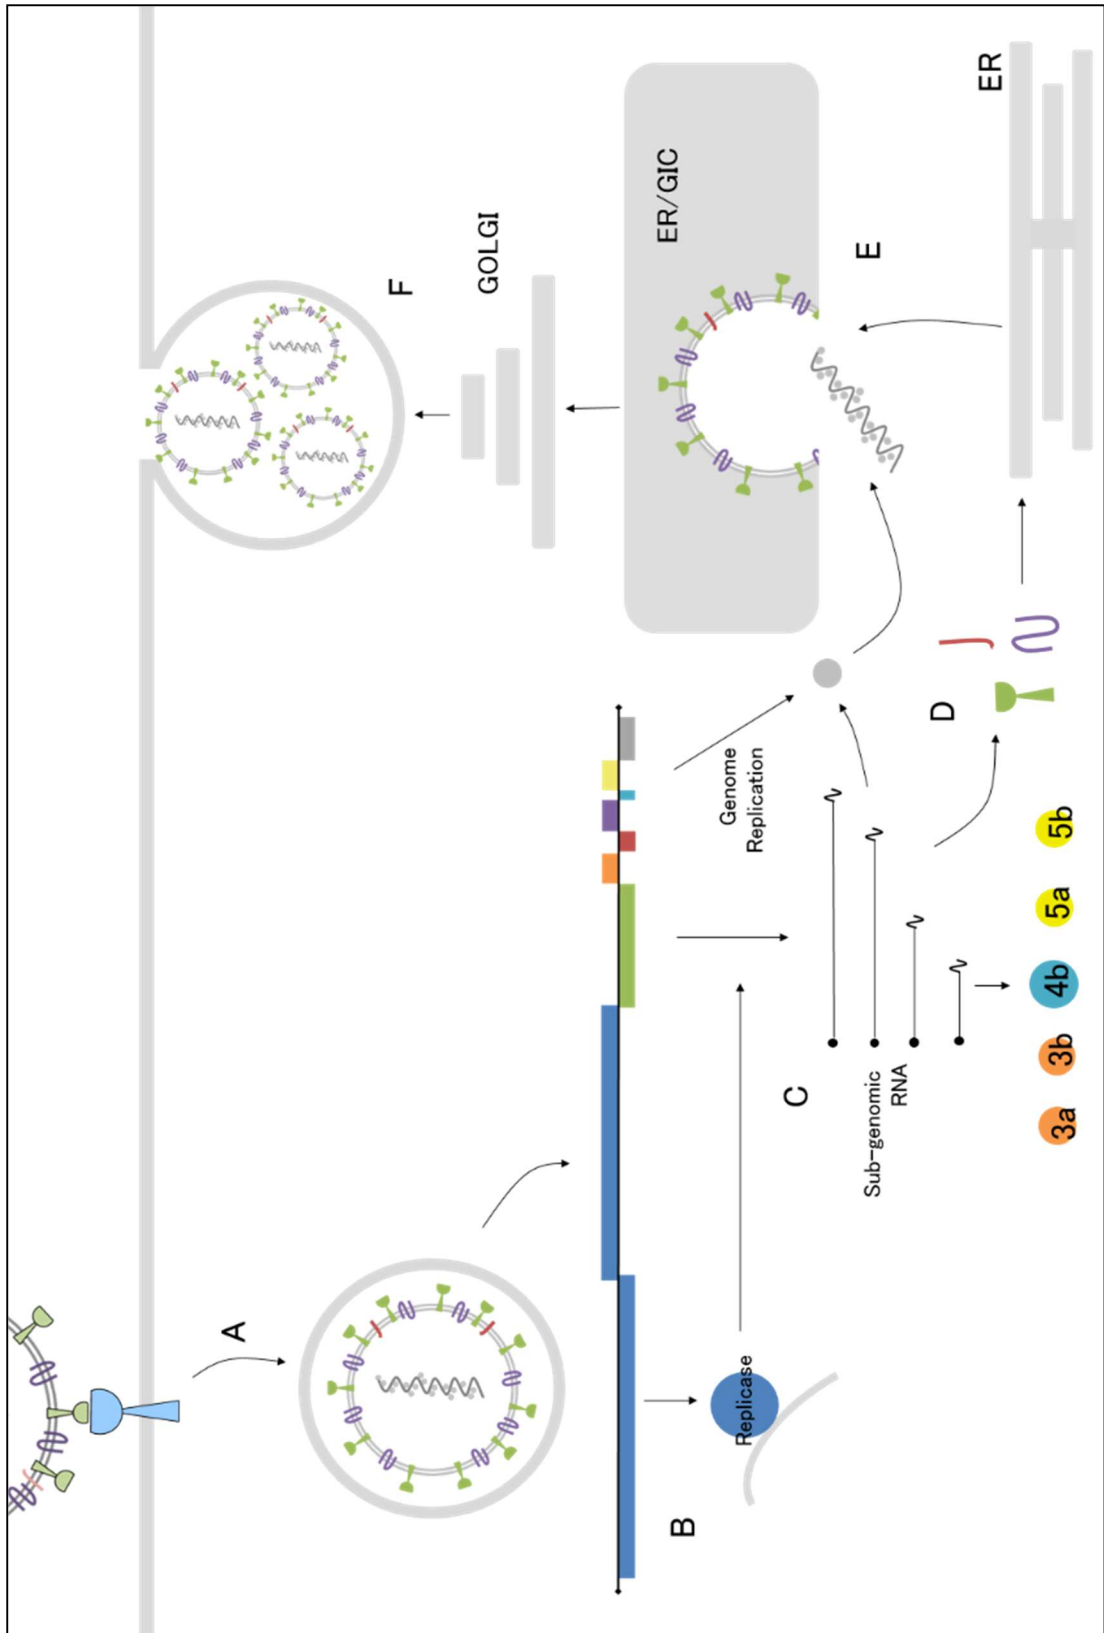 A
B
Replicase
C
Sub-genomic
RNA
Genome
Replication
3a
3b
4b
5a
5b
D
ER
E
ER/GIC
GOLGI
F